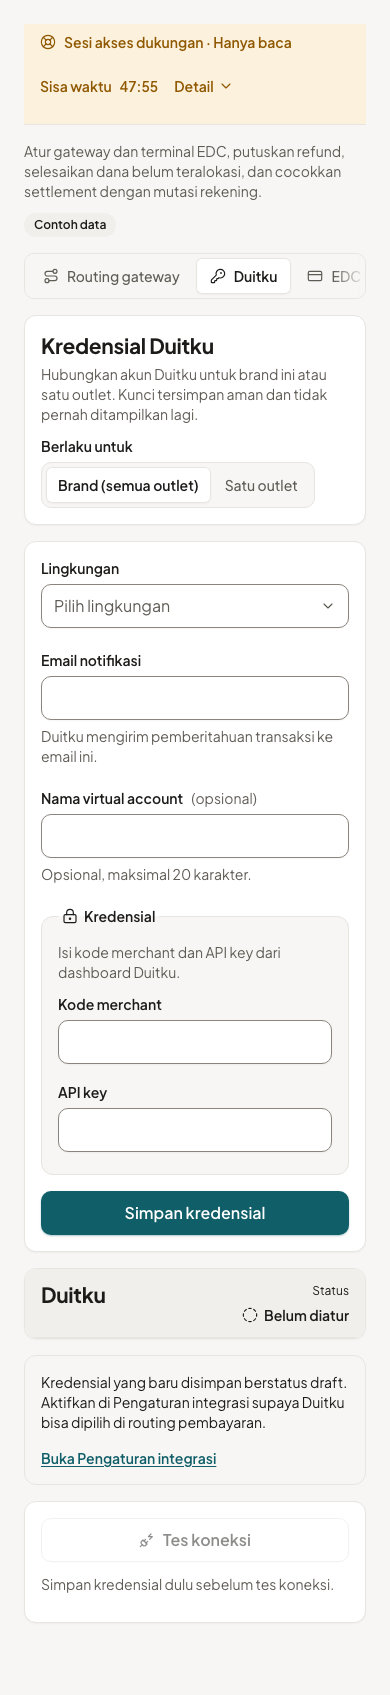 Sesi akses dukungan · Hanya baca
Sisa waktu 47:55 Detail
Atur gateway dan terminal EDC, putuskan refund,
selesaikan dana belum teralokasi, dan cocokkan
settlement dengan mutasi rekening.
Contoh data
Routing gateway Duitku EDC
Kredensial Duitku
Hubungkan akun Duitku untuk brand ini atau
satu outlet. Kunci tersimpan aman dan tidak
pernah ditampilkan lagi.
Berlaku untuk
Brand (semua outlet) Satu outlet
Lingkungan
Pilih lingkungan
Email notifikasi
Duitku mengirim pemberitahuan transaksi ke
email ini.
Nama virtual account (opsional)
Opsional, maksimal 20 karakter.
Kredensial
Isi kode merchant dan API key dari
dashboard Duitku.
Kode merchant
API key
Simpan kredensial
Duitku
Status
Belum diatur
Kredensial yang baru disimpan berstatus draft.
Aktifkan di Pengaturan integrasi supaya Duitku
bisa dipilih di routing pembayaran.
Buka Pengaturan integrasi
Tes koneksi
Simpan kredensial dulu sebelum tes koneksi.